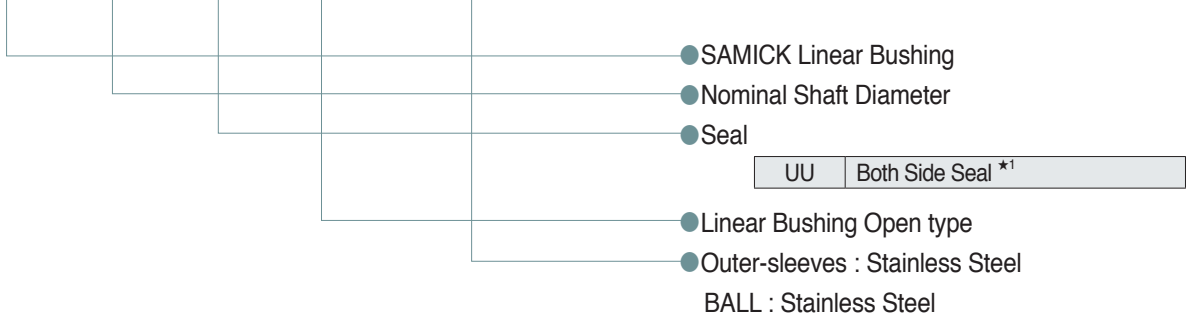 SAMICK Linear Bushing
Nominal Shaft Diameter
Seal
UU Both Side Seal ★1
Linear Bushing Open type
Outer-sleeves : Stainless Steel
BALL : Stainless Steel